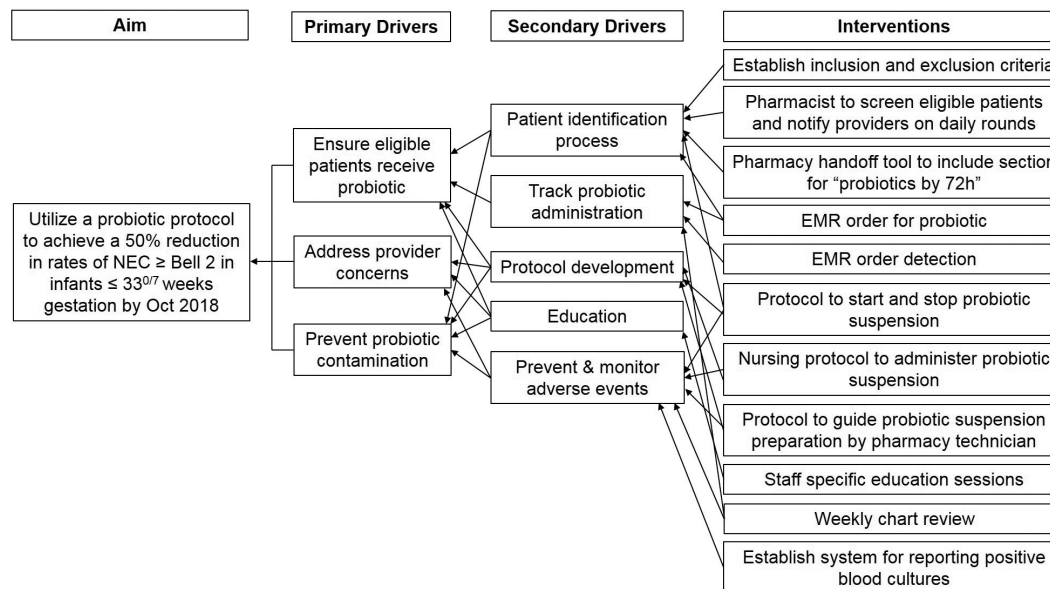 Aim
Primary Drivers
Secondary Drivers
Interventions
Utilize a probiotic protocol
to achieve a 50% reduction
in rates of NEC ≥ Bell 2 in
infants ≤ 33⁰/⁷ weeks
gestation by Oct 2018
Ensure eligible
patients receive
probiotic
Address provider
concerns
Prevent probiotic
contamination
Patient identification
process
Track probiotic
administration
Protocol development
Education
Prevent & monitor
adverse events
Establish inclusion and exclusion criteria
Pharmacist to screen eligible patients
and notify providers on daily rounds
Pharmacy handoff tool to include section
for “probiotics by 72h”
EMR order for probiotic
EMR order detection
Protocol to start and stop probiotic
suspension
Nursing protocol to administer probiotic
suspension
Protocol to guide probiotic suspension
preparation by pharmacy technician
Staff specific education sessions
Weekly chart review
Establish system for reporting positive
blood cultures